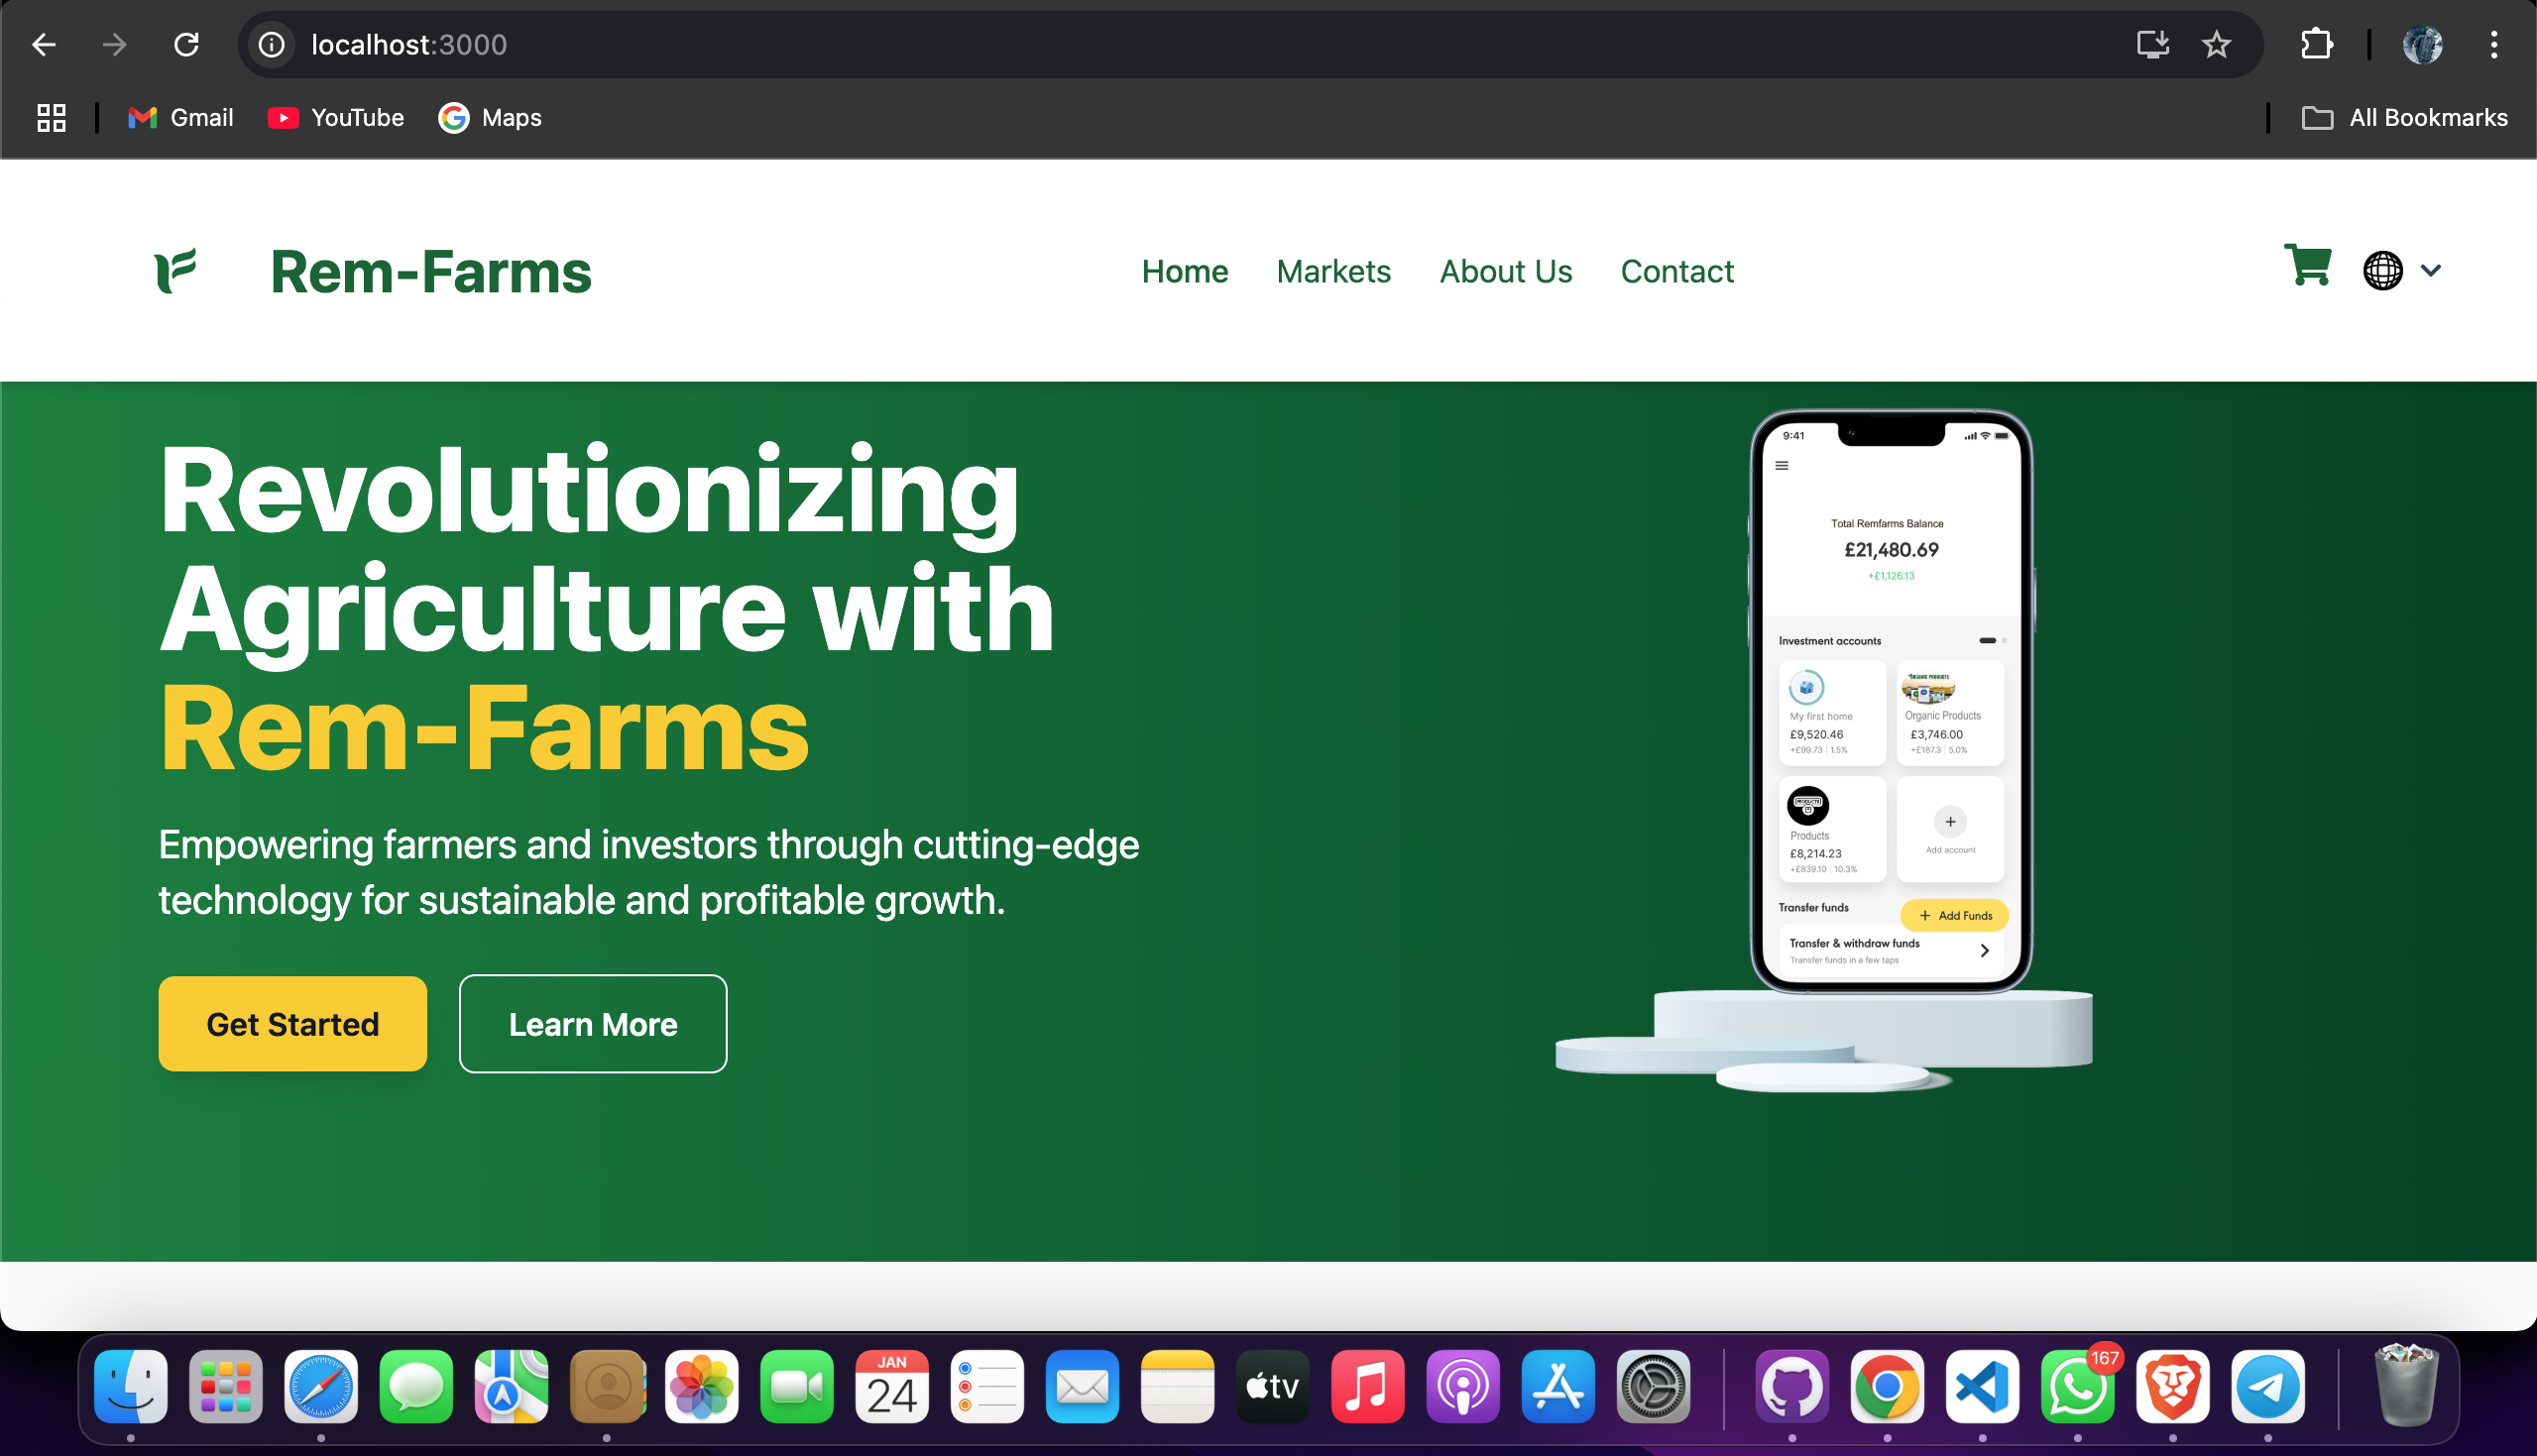 localhost:3000
Gmail
YouTube
Maps
All Bookmarks
Rem-Farms
Home
Markets
About Us
Contact
Revolutionizing
Agriculture with
Rem-Farms
Empowering farmers and investors through cutting-edge
technology for sustainable and profitable growth.
Get Started
Learn More
9:41
Total Remfarms Balance
£21,480.69
+£1,126.13
Investment accounts
My first home
£9,520.46
+£99.73 | 1.5%
ORGANIC PRODUCTS
Organic Products
£3,746.00
+£187.3 | 5.0%
PRODUCTS
Products
£8,214.23
+£839.10 | 10.3%
+
Add account
Transfer funds
+ Add Funds
Transfer & withdraw funds
Transfer funds in a few taps
JAN
24
tv
167